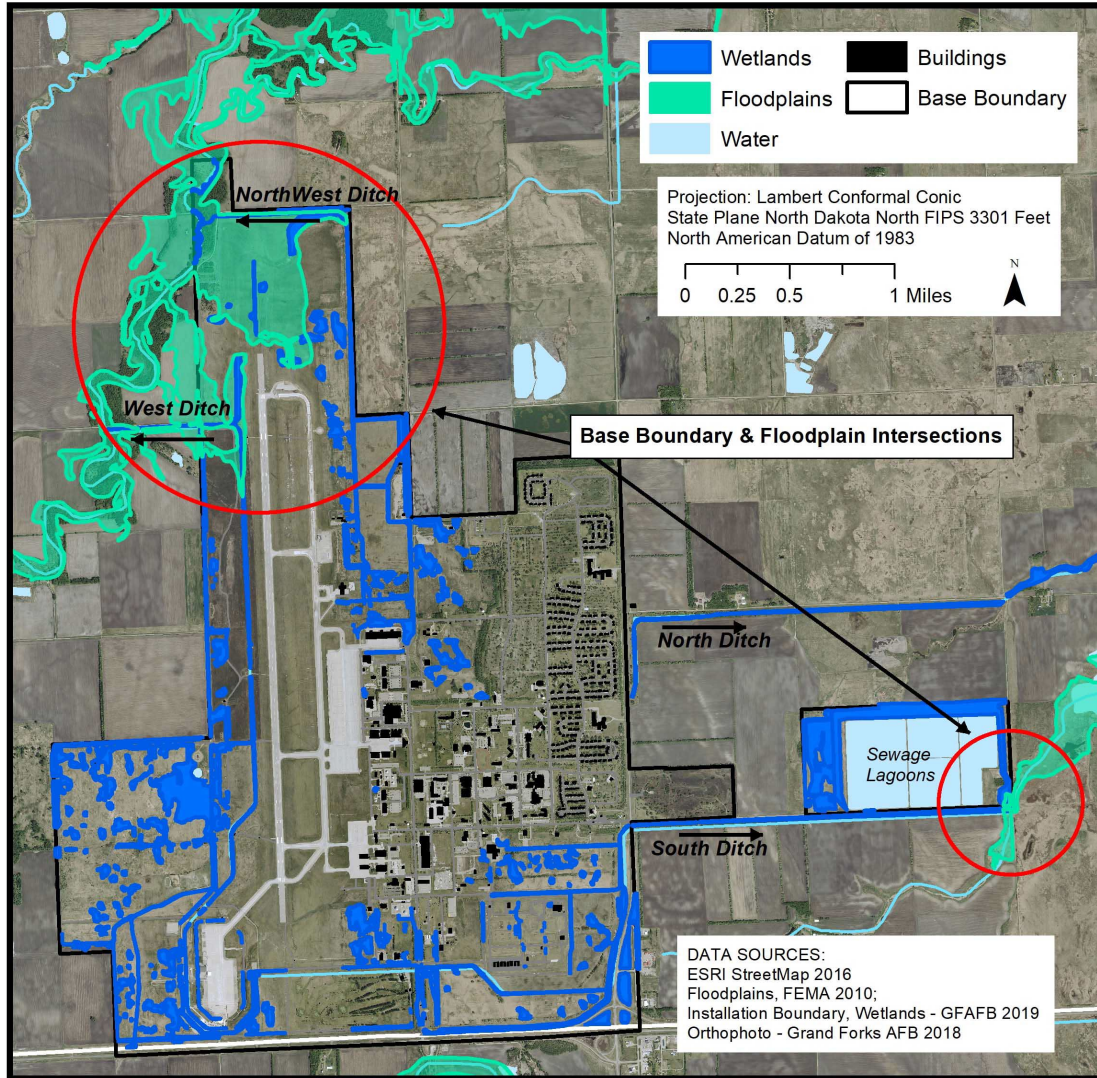 Wetlands
Buildings
Floodplains
Base Boundary
Water
Projection: Lambert Conformal Conic
State Plane North Dakota North FIPS 3301 Feet
North American Datum of 1983
0 0.25 0.5 1 Miles
N
NorthWest Ditch
West Ditch
Base Boundary & Floodplain Intersections
North Ditch
Sewage
Lagoons
South Ditch
DATA SOURCES:
ESRI StreetMap 2016
Floodplains, FEMA 2010;
Installation Boundary, Wetlands - GFAFB 2019
Orthophoto - Grand Forks AFB 2018